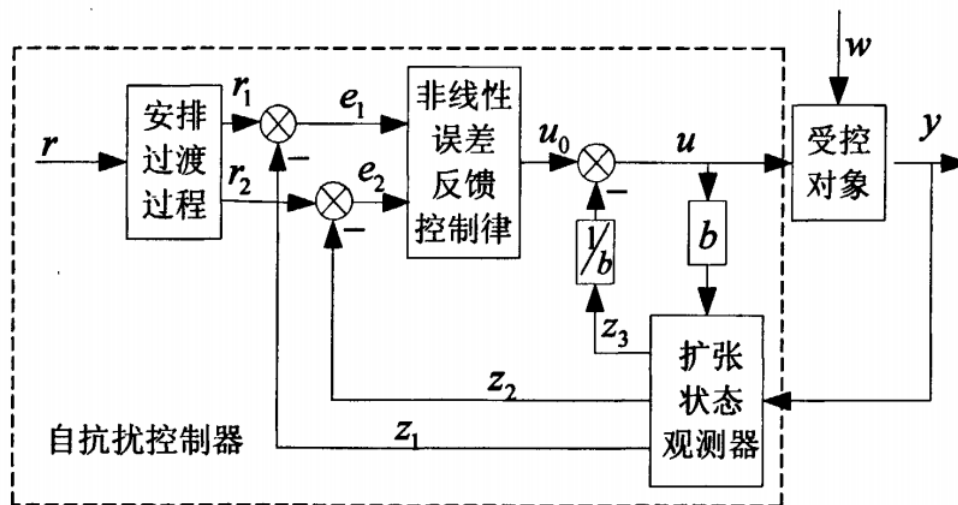 w
安排
过渡
过程
r
r₁
r₂
e₁
e₂
非线性
误差
反馈
控制律
u₀
u
受控
对象
y
b
1/b
z₃
扩张
状态
观测器
z₂
z₁
自抗扰控制器